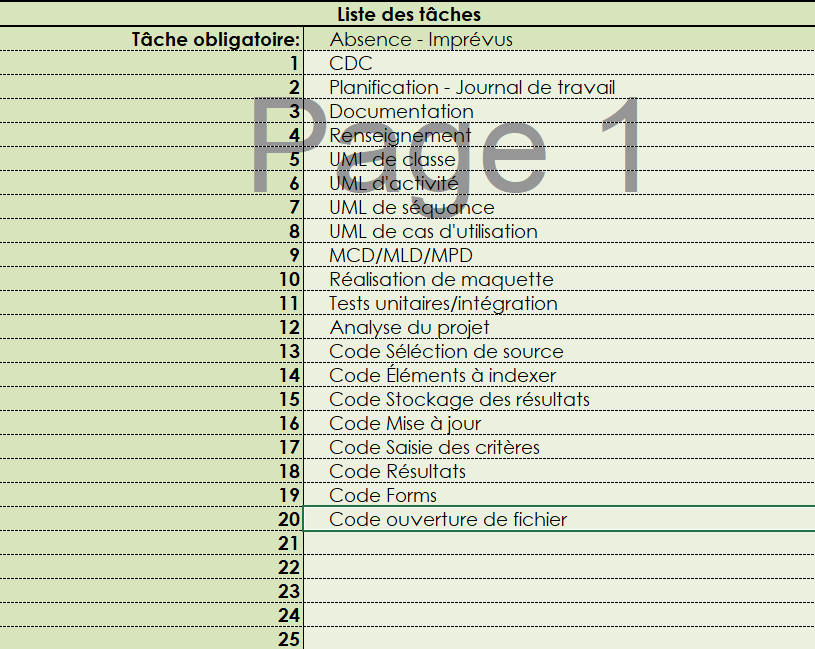 Liste des tâches
Tâche obligatoire: Absence - Imprévus
1 CDC
2 Planification - Journal de travail
3 Documentation
4 Renseignement
5 UML de classe
6 UML d'activité
7 UML de séquance
8 UML de cas d'utilisation
9 MCD/MLD/MPD
10 Réalisation de maquette
11 Tests unitaires/intégration
12 Analyse du projet
13 Code Séléction de source
14 Code Éléments à indexer
15 Code Stockage des résultats
16 Code Mise à jour
17 Code Saisie des critères
18 Code Résultats
19 Code Forms
20 Code ouverture de fichier
21
22
23
24
25
Page 1